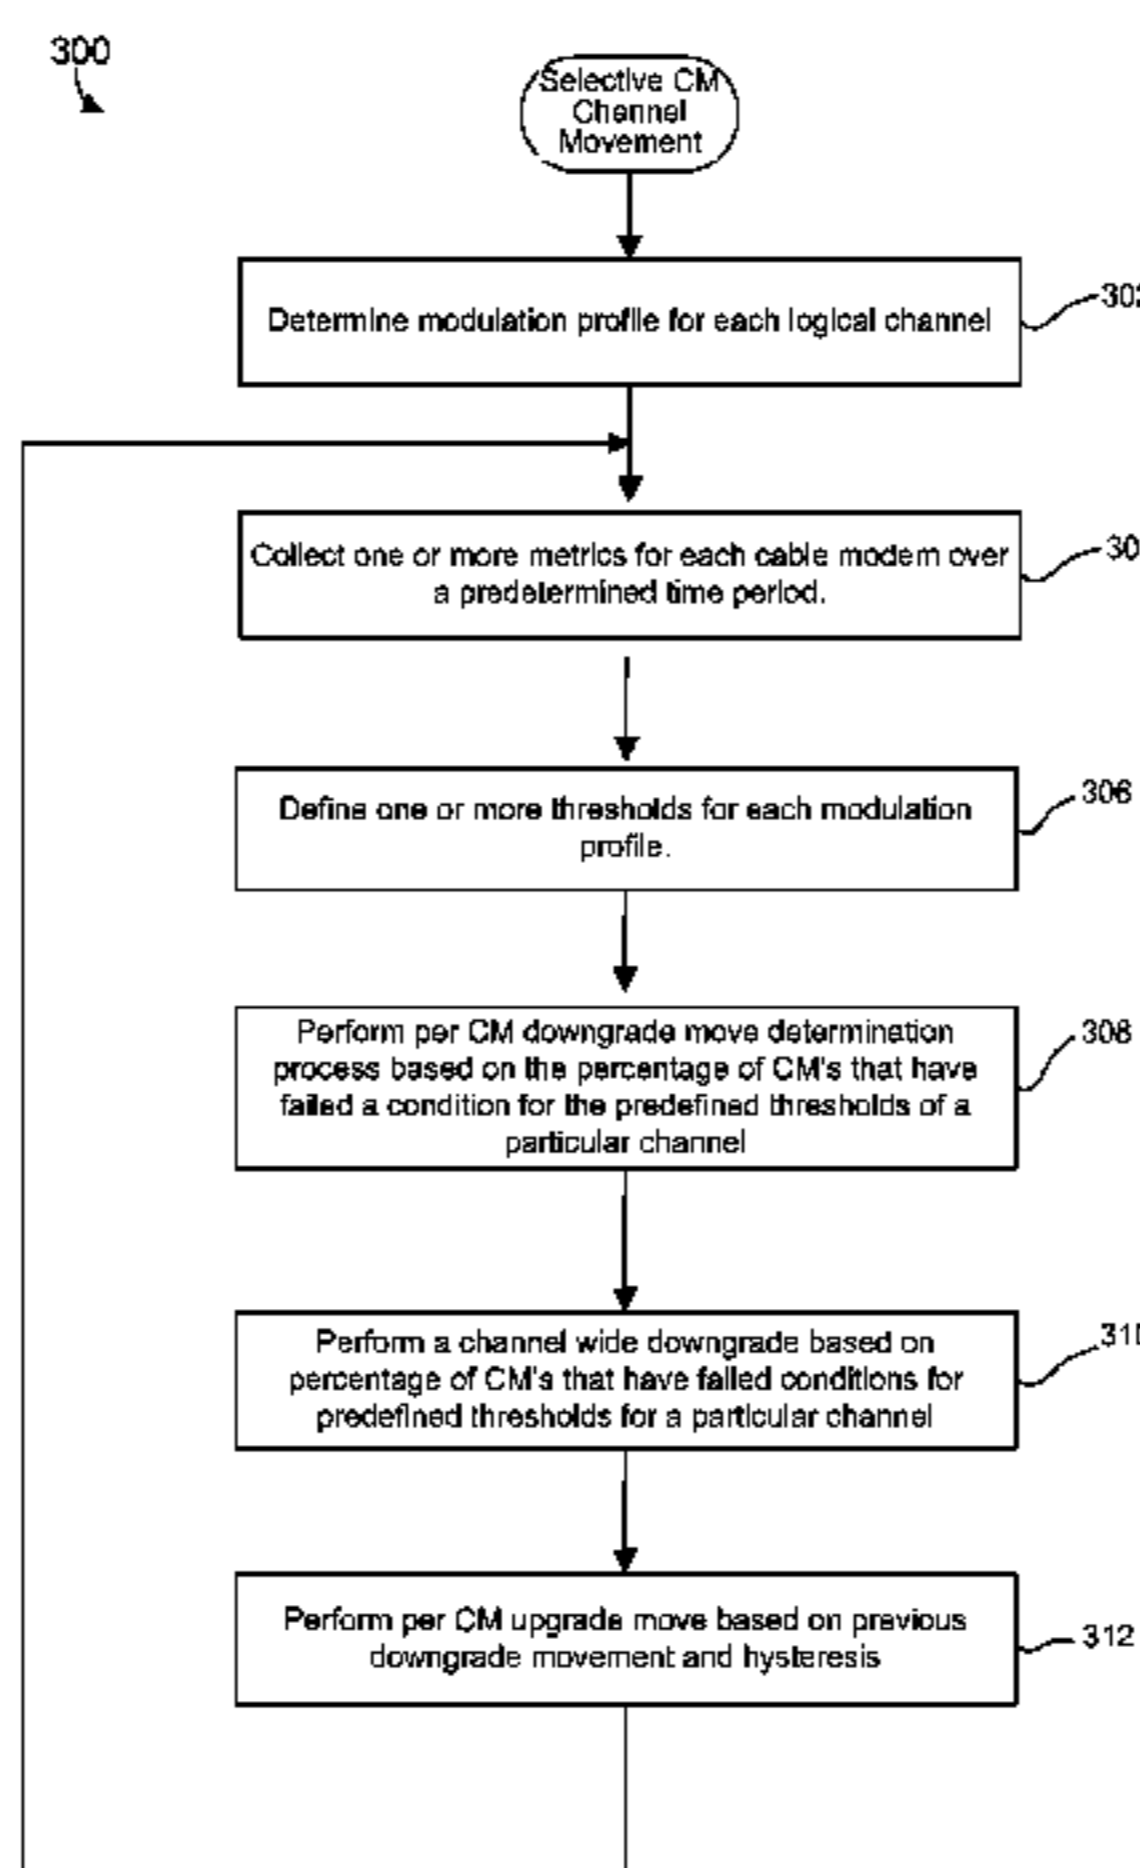 300
Selective CM
Channel
Movement
Determine modulation profile for each logical channel
Collect one or more metrics for each cable modem over
a predetermined time period.
Define one or more thresholds for each modulation
profile.
306
Perform per CM downgrade move determination
process based on the percentage of CM's that have
failed a condition for the predefined thresholds of a
particular channel
308
Perform a channel wide downgrade based on
percentage of CM's that have failed conditions for
predefined thresholds for a particular channel
Perform per CM upgrade move based on previous
downgrade movement and hysteresis
312